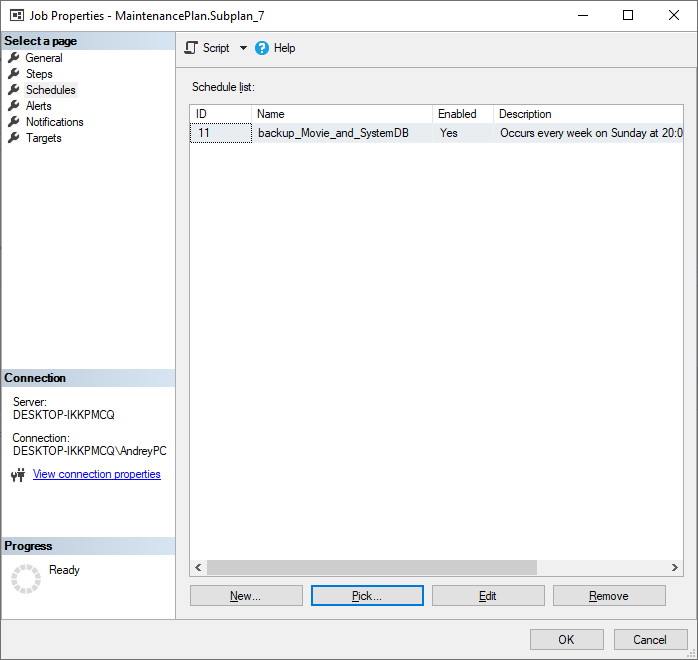 Job Properties - MaintenancePlan.Subplan_7
Select a page
General
Steps
Schedules
Alerts
Notifications
Targets
Script
Help
Schedule list:
ID Name Enabled Description
11 backup_Movie_and_SystemDB Yes Occurs every week on Sunday at 20:0
Connection
Server:
DESKTOP-IKKPMCQ
Connection:
DESKTOP-IKKPMCQ\AndreyPC
View connection properties
Progress
Ready
New... Pick... Edit Remove
OK Cancel